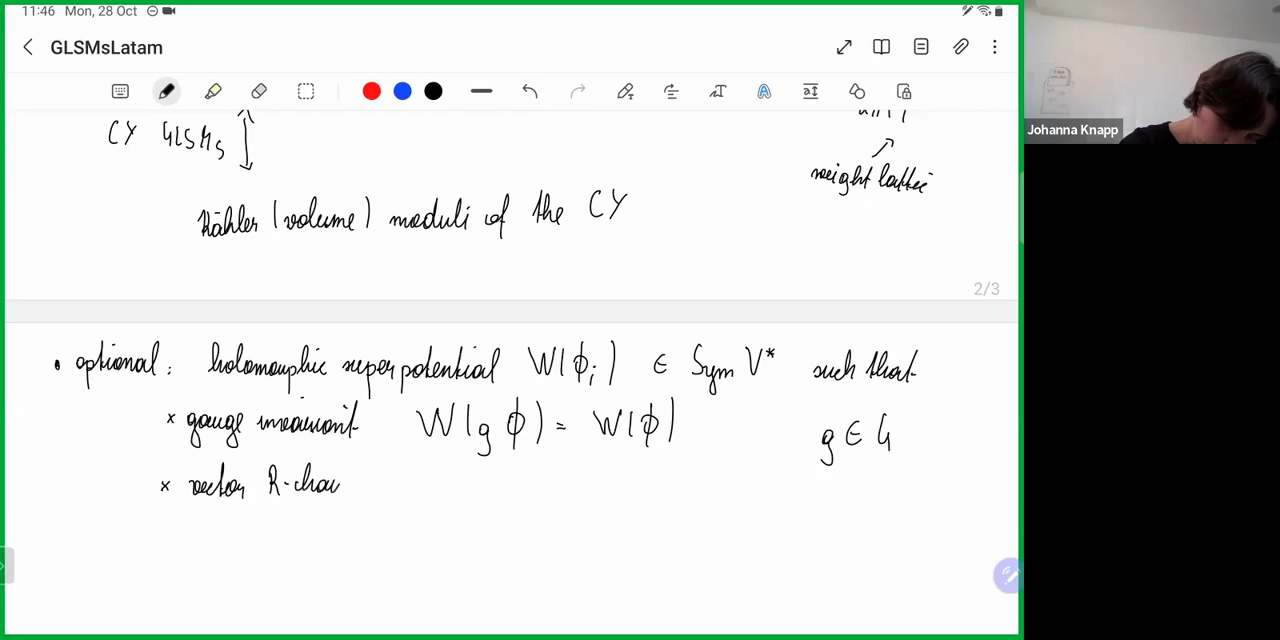 11:46 Mon, 28 Oct
GLSMsLatam
CY GLSMs
weight lattice
Kähler (volume) moduli of the CY
2/3
• optional: holomorphic superpotential W(ϕi) ∈ Sym V* such that
× gauge invariant W(gϕ) = W(ϕ) g ∈ G
× vector R-char
Johanna Knapp